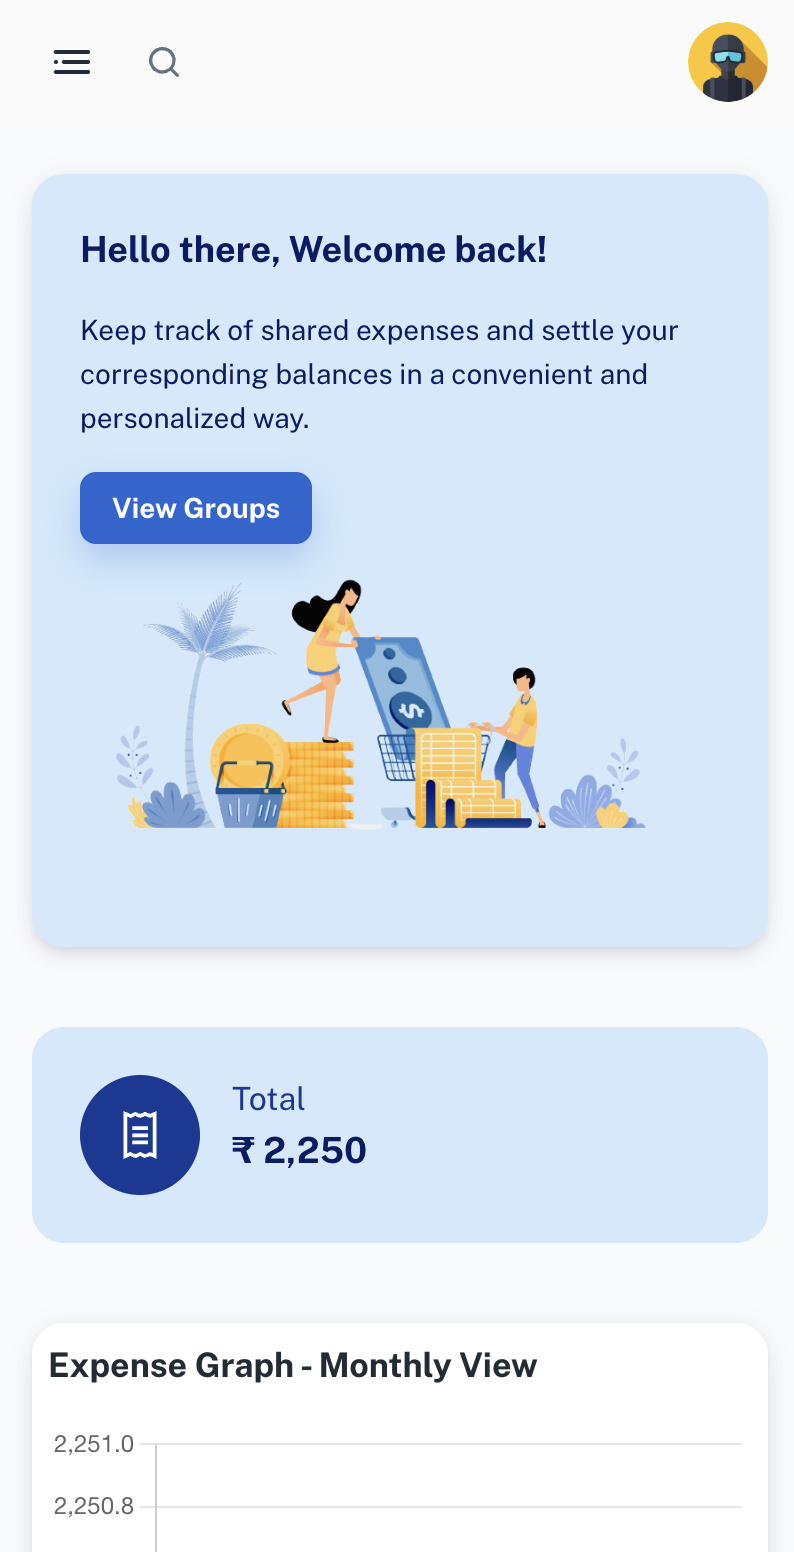 Hello there, Welcome back!
Keep track of shared expenses and settle your
corresponding balances in a convenient and
personalized way.
View Groups
$
Total
₹ 2,250
Expense Graph - Monthly View
2,251.0
2,250.8